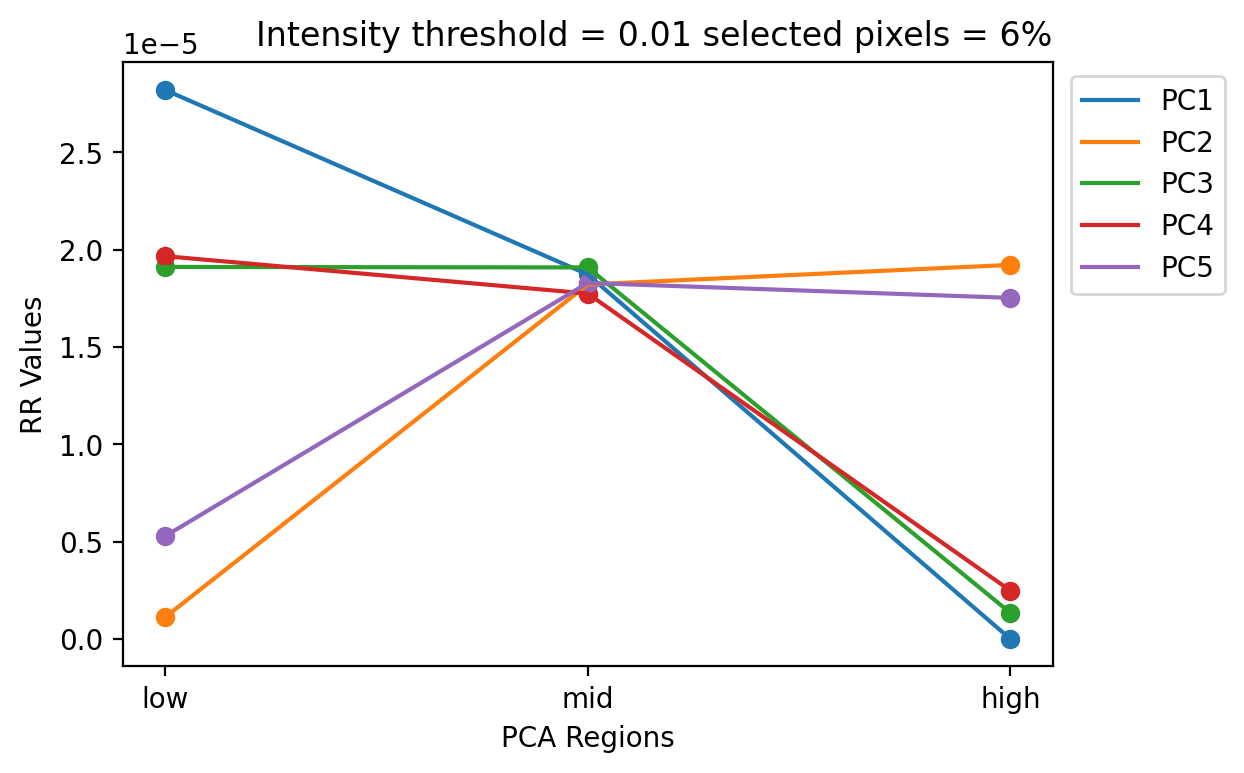 1e−5
Intensity threshold = 0.01 selected pixels = 6%
2.5
2.0
1.5
1.0
0.5
0.0
RR Values
low
mid
high
PCA Regions
PC1
PC2
PC3
PC4
PC5